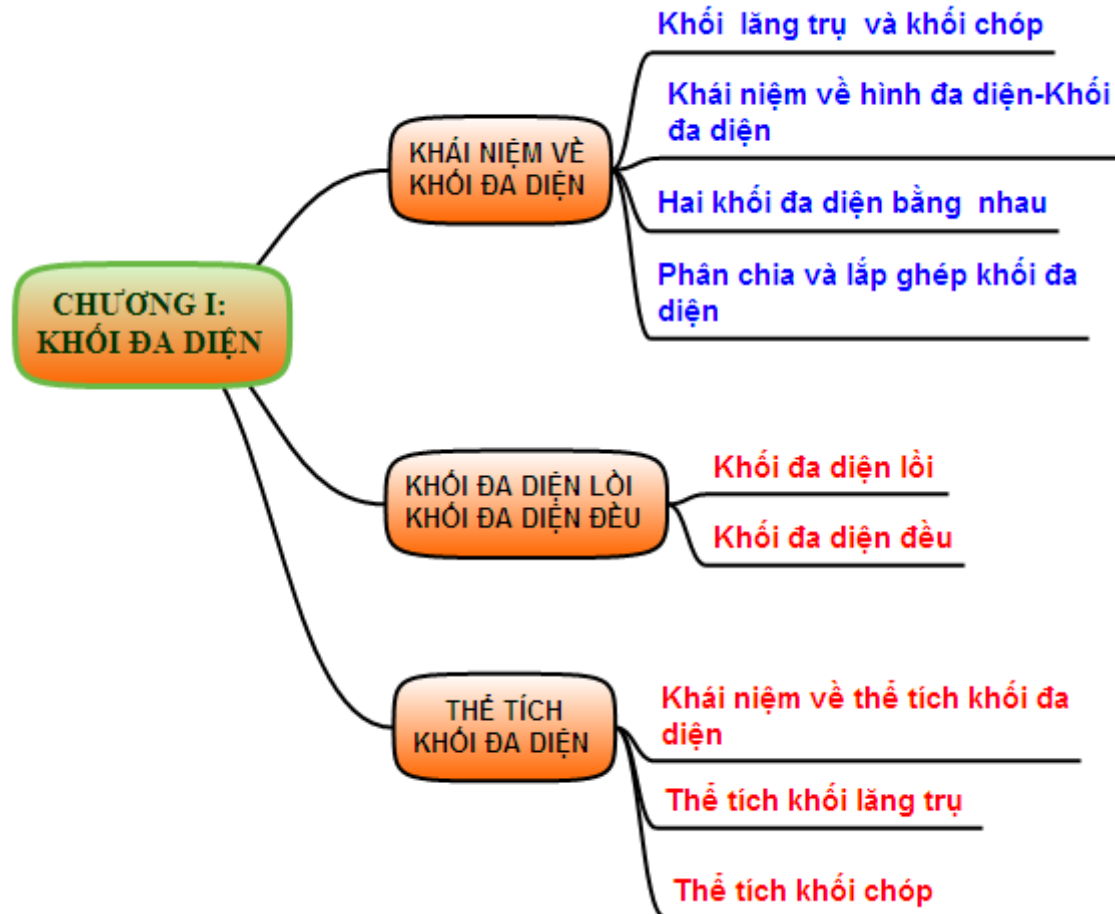 CHƯƠNG I:
KHỐI ĐA DIỆN
KHÁI NIỆM VỀ
KHỐI ĐA DIỆN
Khối lăng trụ và khối chóp
Khái niệm về hình đa diện-Khối
đa diện
Hai khối đa diện bằng nhau
Phân chia và lắp ghép khối đa
diện
KHỐI ĐA DIỆN LỒI
KHỐI ĐA DIỆN ĐỀU
Khối đa diện lồi
Khối đa diện đều
THỂ TÍCH
KHỐI ĐA DIỆN
Khái niệm về thể tích khối đa
diện
Thể tích khối lăng trụ
Thể tích khối chóp